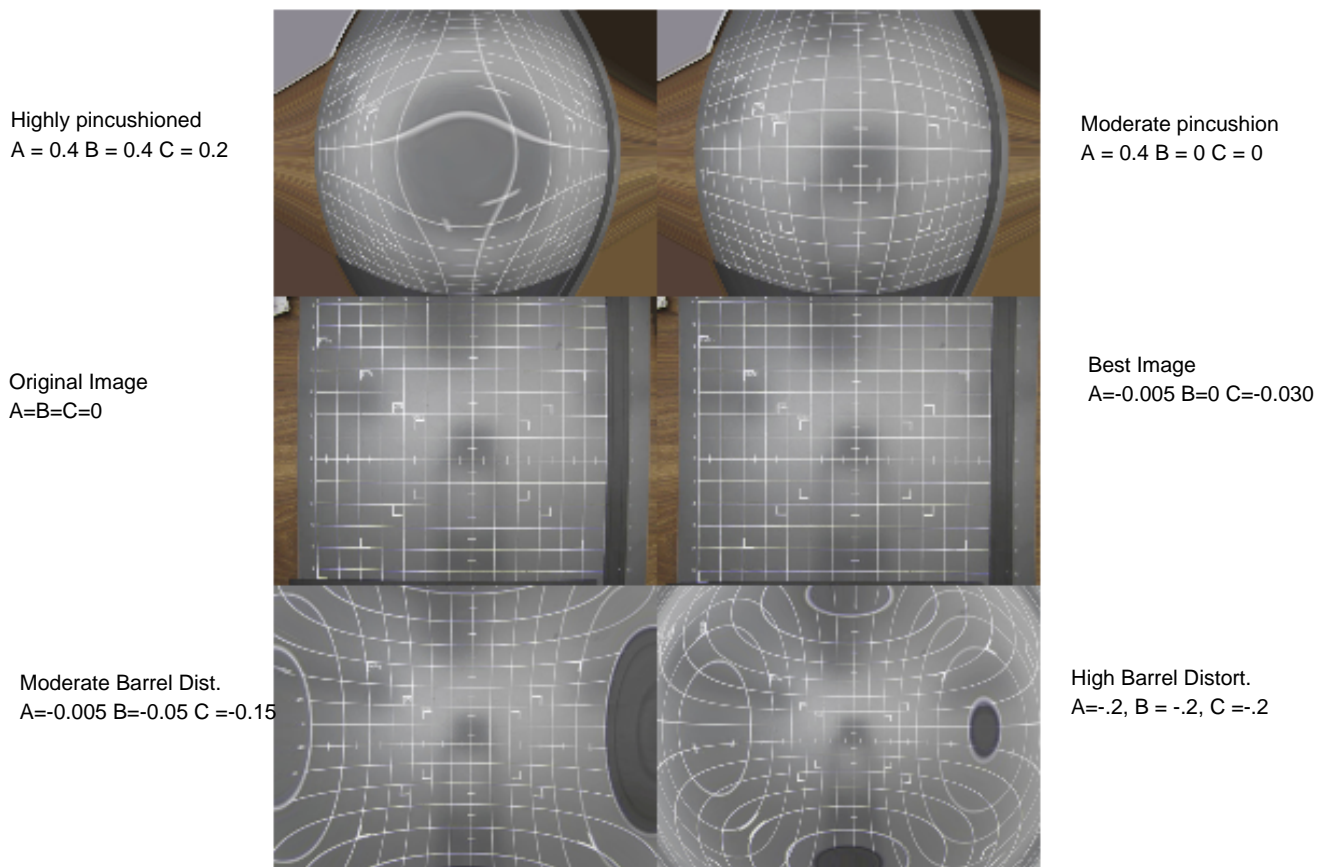 Highly pincushioned
A = 0.4 B = 0.4 C = 0.2
Moderate pincushion
A = 0.4 B = 0 C = 0
Original Image
A=B=C=0
Best Image
A=-0.005 B=0 C=-0.030
Moderate Barrel Dist.
A=-0.005 B=-0.05 C =-0.15
High Barrel Distort.
A=-.2, B = -.2, C =-.2